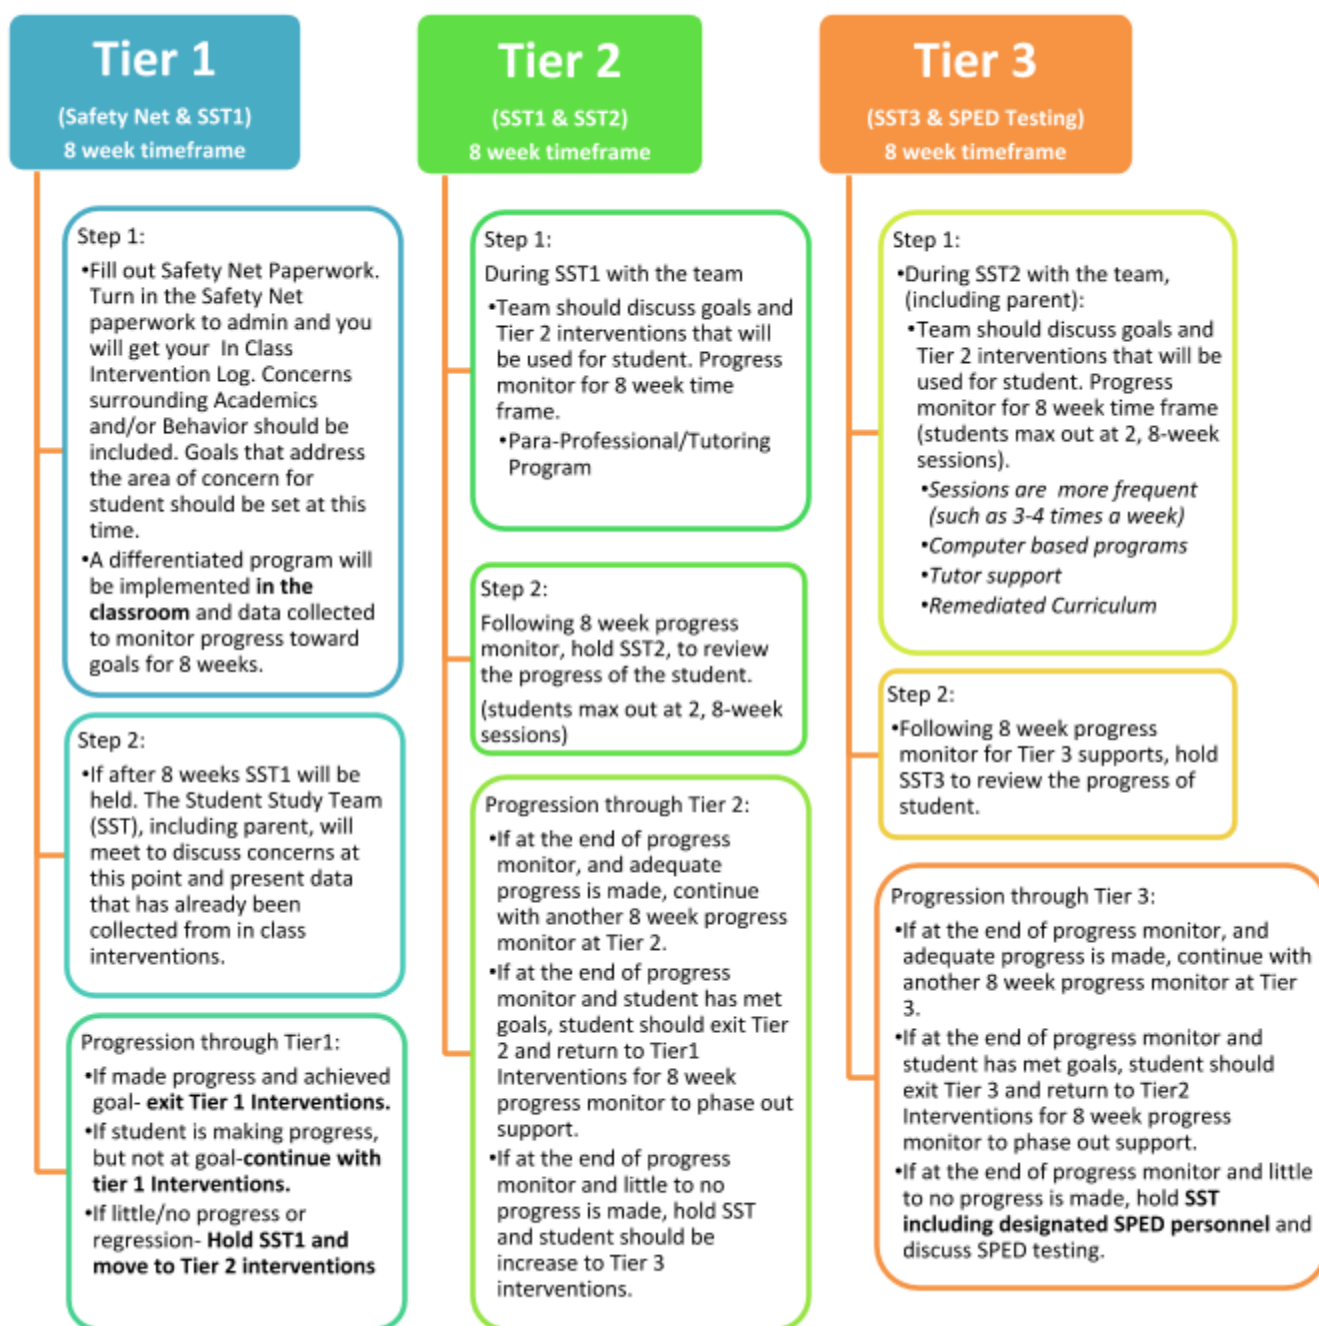 Tier 1
(Safety Net & SST1)
8 week timeframe
Step 1:
•Fill out Safety Net Paperwork.
Turn in the Safety Net
paperwork to admin and you
will get your  In Class
Intervention Log. Concerns
surrounding Academics
and/or Behavior should be
included. Goals that address
the area of concern for
student should be set at this
time.
•A differentiated program will
be implemented in the
classroom and data collected
to monitor progress toward
goals for 8 weeks.
Step 2:
•If after 8 weeks SST1 will be
held. The Student Study Team
(SST), including parent, will
meet to discuss concerns at
this point and present data
that has already been
collected from in class
interventions.
Progression through Tier1:
•If made progress and achieved
goal- exit Tier 1 Interventions.
•If student is making progress,
but not at goal-continue with
tier 1 Interventions.
•If little/no progress or
regression- Hold SST1 and
move to Tier 2 interventions
Tier 2
(SST1 & SST2)
8 week timeframe
Step 1:
During SST1 with the team
•Team should discuss goals and
Tier 2 interventions that will
be used for student. Progress
monitor for 8 week time
frame.
•Para-Professional/Tutoring
Program
Step 2:
Following 8 week progress
monitor, hold SST2, to review
the progress of the student.
(students max out at 2, 8-week
sessions)
Progression through Tier 2:
•If at the end of progress
monitor, and adequate
progress is made, continue
with another 8 week progress
monitor at Tier 2.
•If at the end of progress
monitor and student has met
goals, student should exit Tier
2 and return to Tier1
Interventions for 8 week
progress monitor to phase out
support.
•If at the end of progress
monitor and little to no
progress is made, hold SST
and student should be
increase to Tier 3
interventions.
Tier 3
(SST3 & SPED Testing)
8 week timeframe
Step 1:
•During SST2 with the team,
(including parent):
•Team should discuss goals and
Tier 2 interventions that will be
used for student. Progress
monitor for 8 week time frame
(students max out at 2, 8-week
sessions).
•Sessions are  more frequent
(such as 3-4 times a week)
•Computer based programs
•Tutor support
•Remediated Curriculum
Step 2:
•Following 8 week progress
monitor for Tier 3 supports, hold
SST3 to review the progress of
student.
Progression through Tier 3:
•If at the end of progress monitor, and
adequate progress is made, continue with
another 8 week progress monitor at Tier
3.
•If at the end of progress monitor and
student has met goals, student should
exit Tier 3 and return to Tier2
Interventions for 8 week progress
monitor to phase out support.
•If at the end of progress monitor and little
to no progress is made, hold SST
including designated SPED personnel and
discuss SPED testing.